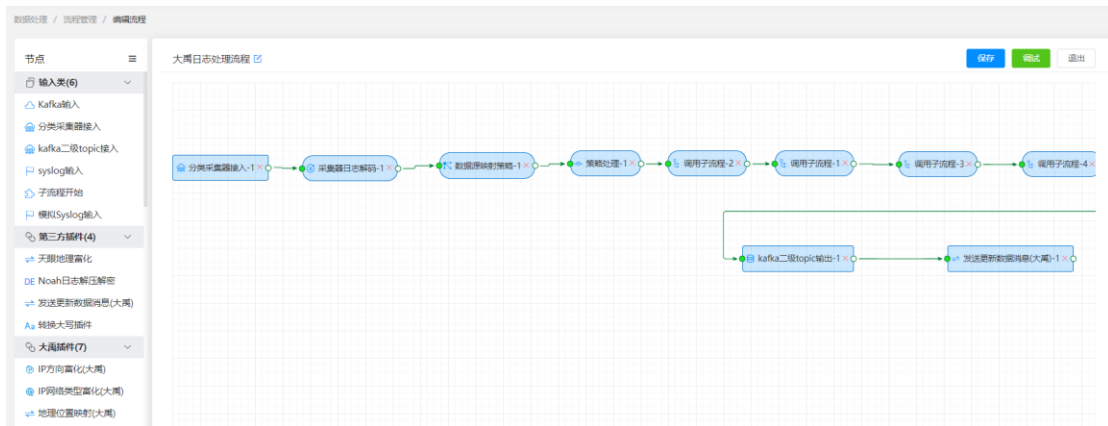 数据处理 / 流程管理 / 编辑流程
节点
输入类(6)
Kafka输入
分类采集器接入
kafka二级topic接入
syslog输入
子流程开始
模拟Syslog输入
第三方插件(4)
天眼地理富化
DE Noah日志解压解密
发送更新数据消息(大禹)
Aa 转换大写插件
大禹插件(7)
IP方向富化(大禹)
IP网络类型富化(大禹)
地理位置映射(大禹)
大禹日志处理流程
保存 调试 退出
分类采集器接入-1 采集器日志解码-1 数据源映射策略-1 策略处理-1 调用子流程-2 调用子流程-1 调用子流程-3 调用子流程-4
kafka二级topic输出-1 发送更新数据消息(大禹)-1